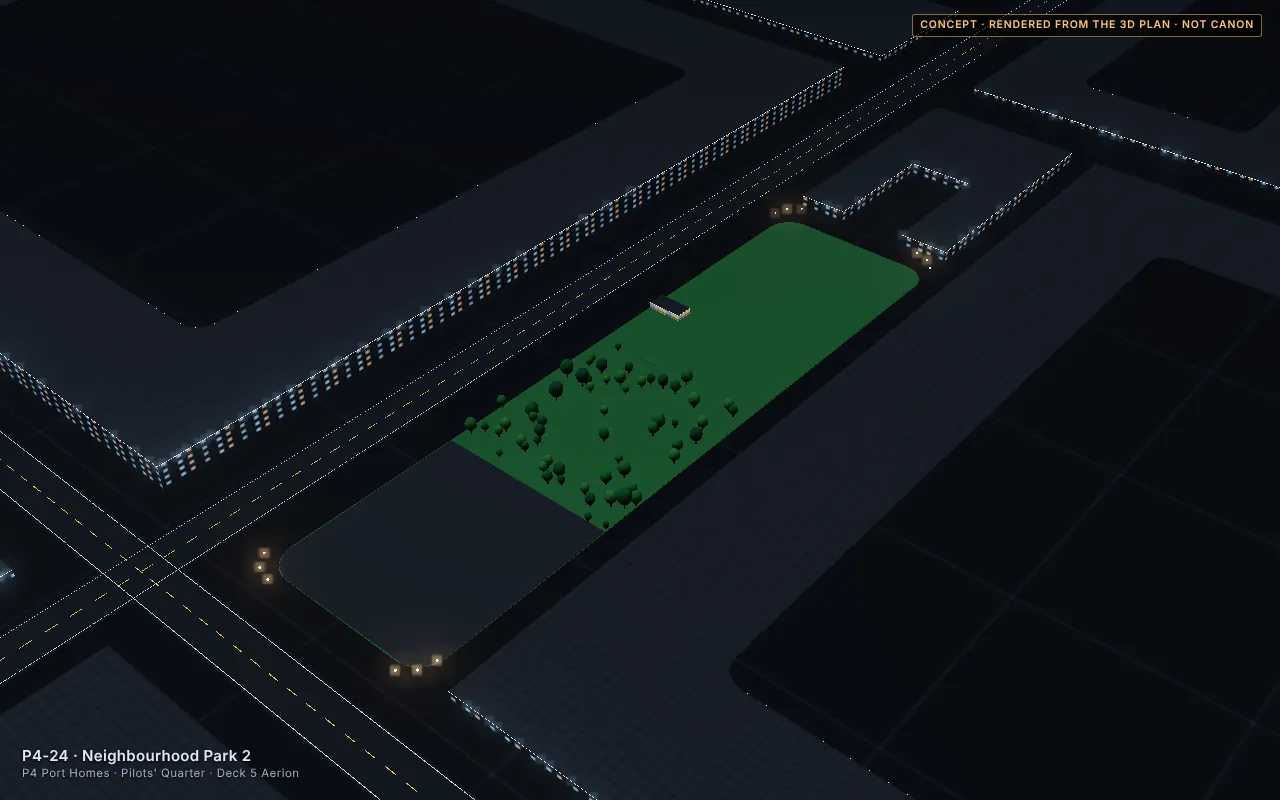 CONCEPT · RENDERED FROM THE 3D PLAN · NOT CANON
P4-24 · Neighbourhood Park 2
P4 Port Homes · Pilots' Quarter · Deck 5 Aerion